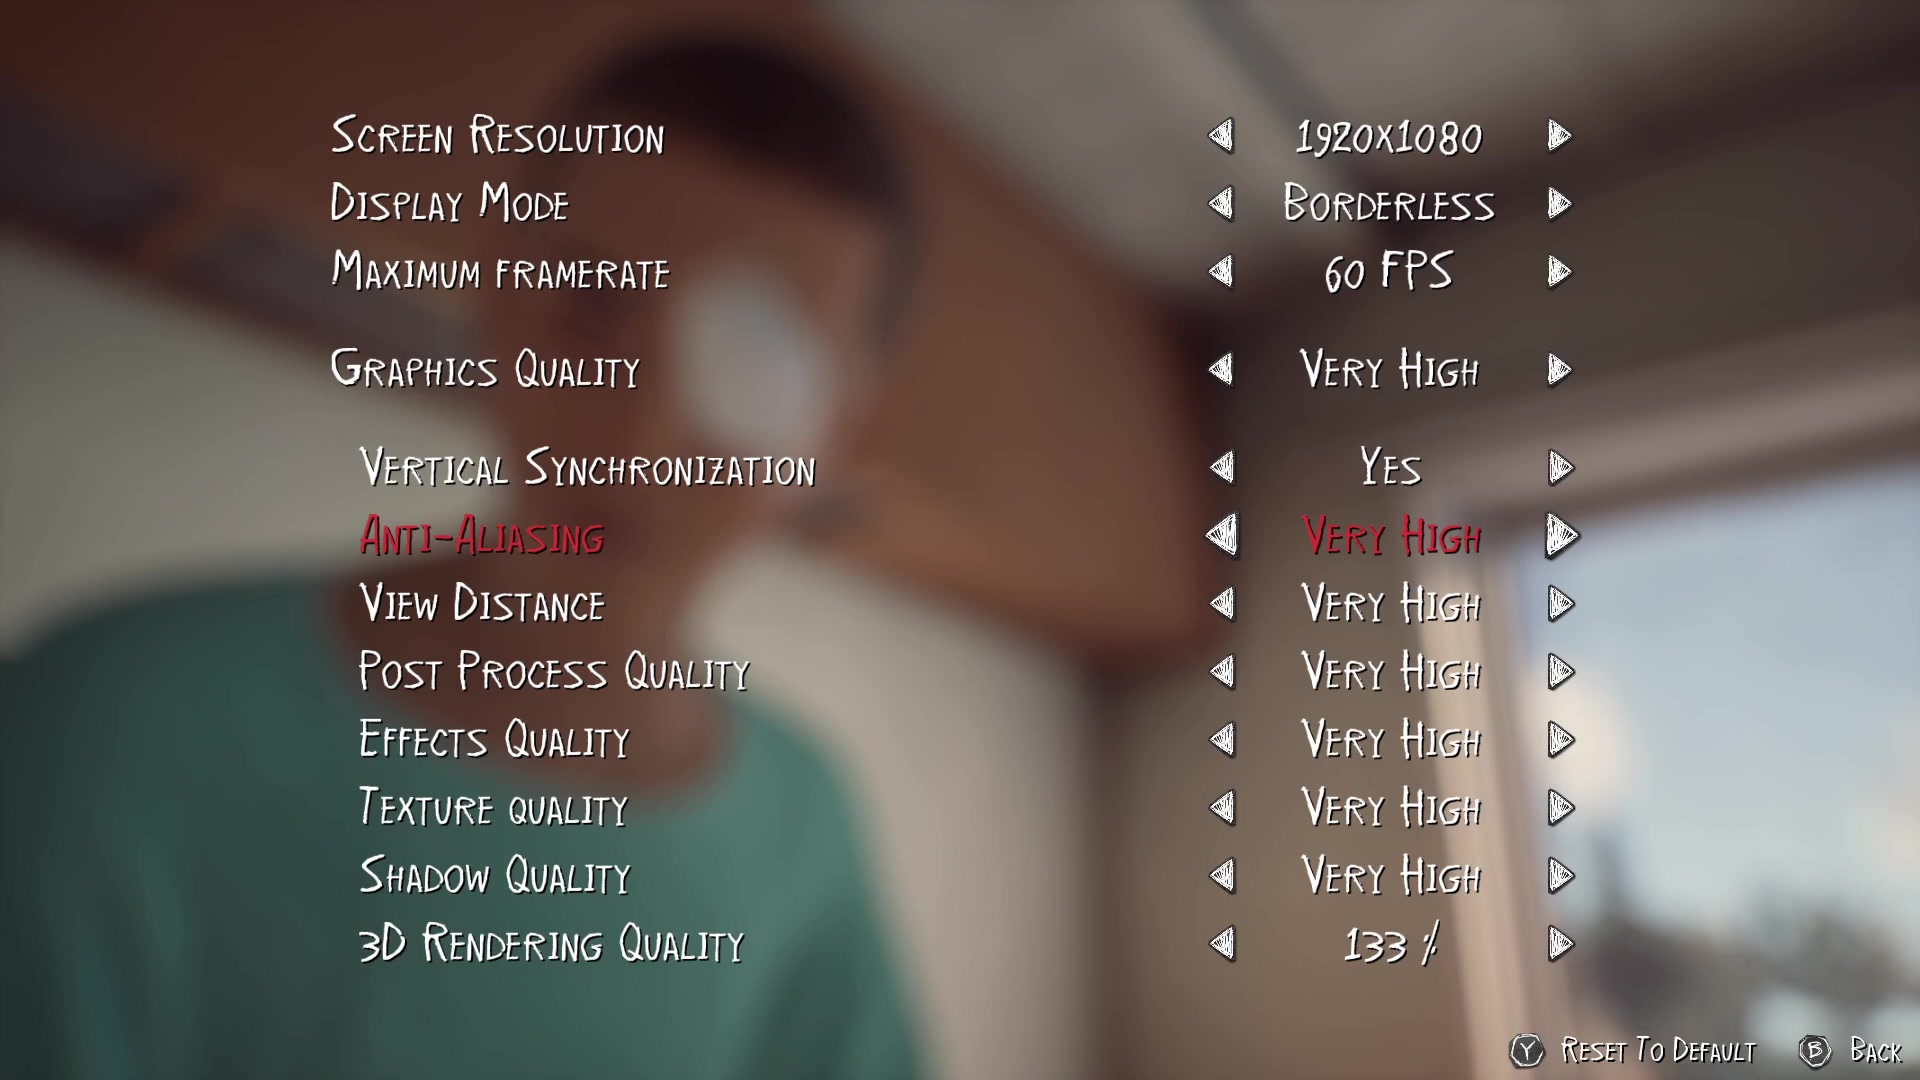 Screen Resolution 1920x1080
Display Mode Borderless
Maximum framerate 60 FPS
Graphics Quality Very High
Vertical Synchronization Yes
Anti-Aliasing Very High
View Distance Very High
Post Process Quality Very High
Effects Quality Very High
Texture quality Very High
Shadow Quality Very High
3D Rendering Quality 133 %
Y Reset To Default B Back